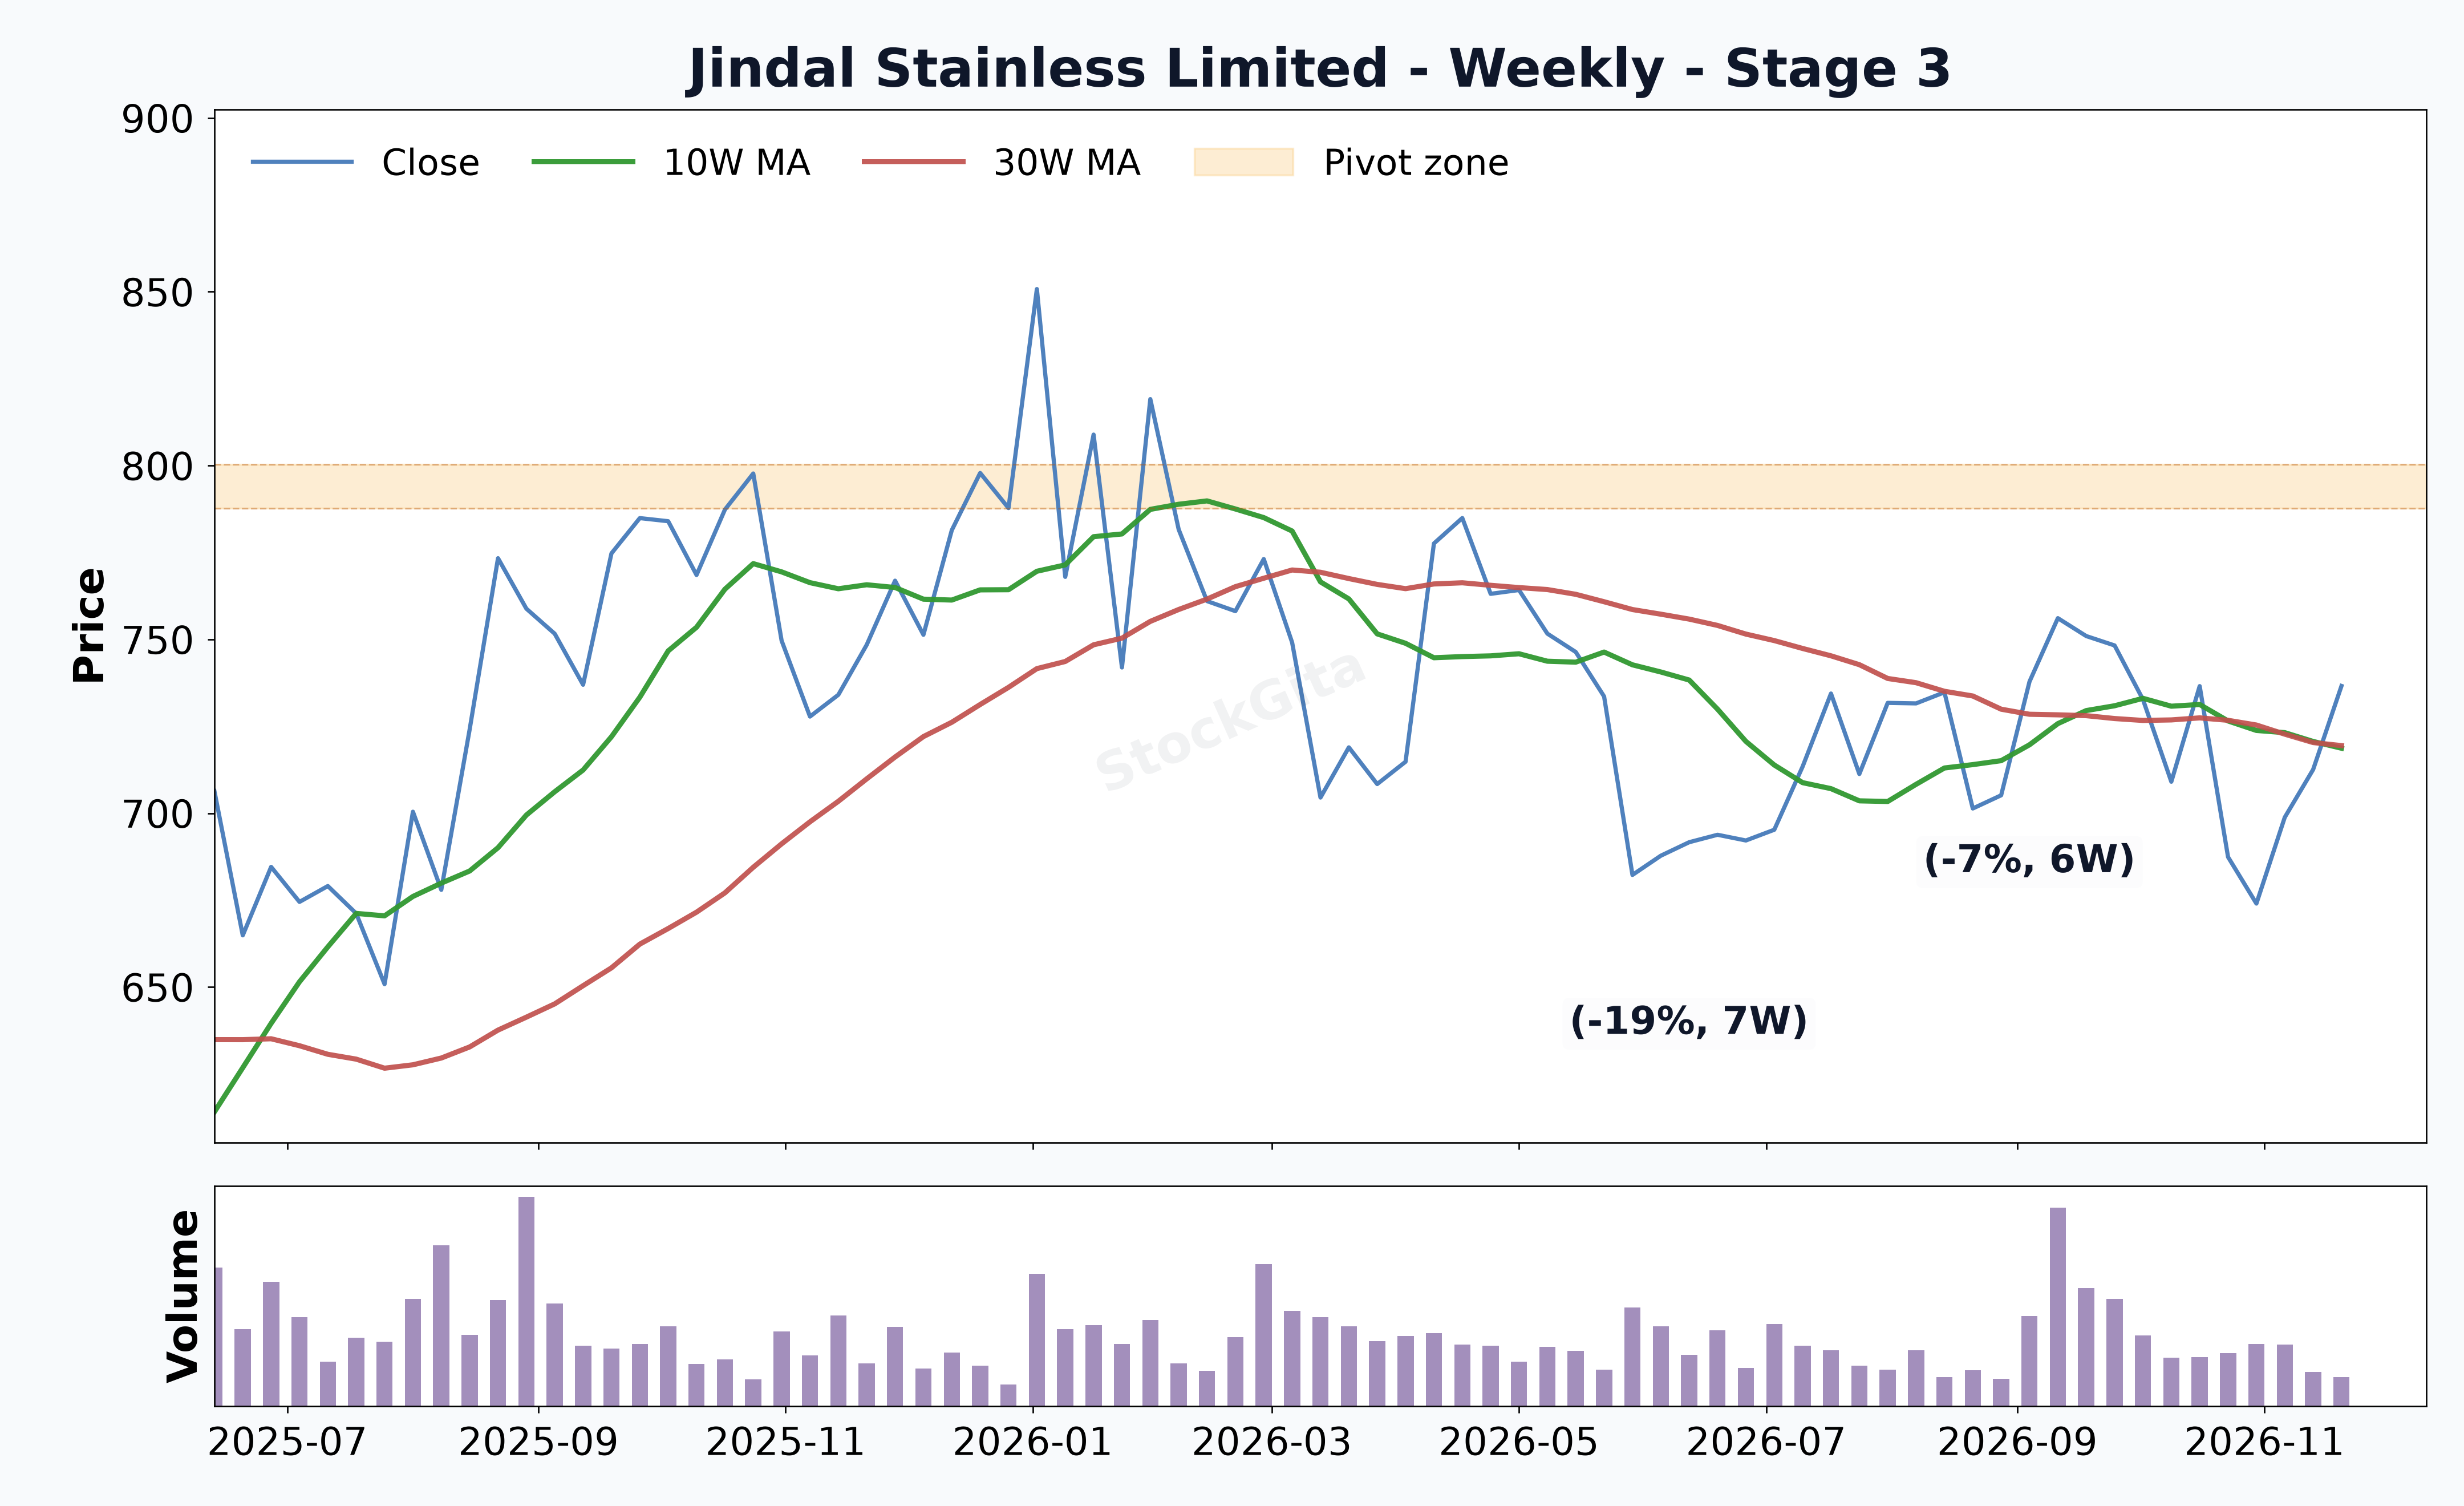 Jindal Stainless Limited - Weekly - Stage 3
900
850
800
750
700
650
Price
Close 10W MA 30W MA Pivot zone
StockGita
(-7%, 6W)
(-19%, 7W)
Volume
2025-07 2025-09 2025-11 2026-01 2026-03 2026-05 2026-07 2026-09 2026-11